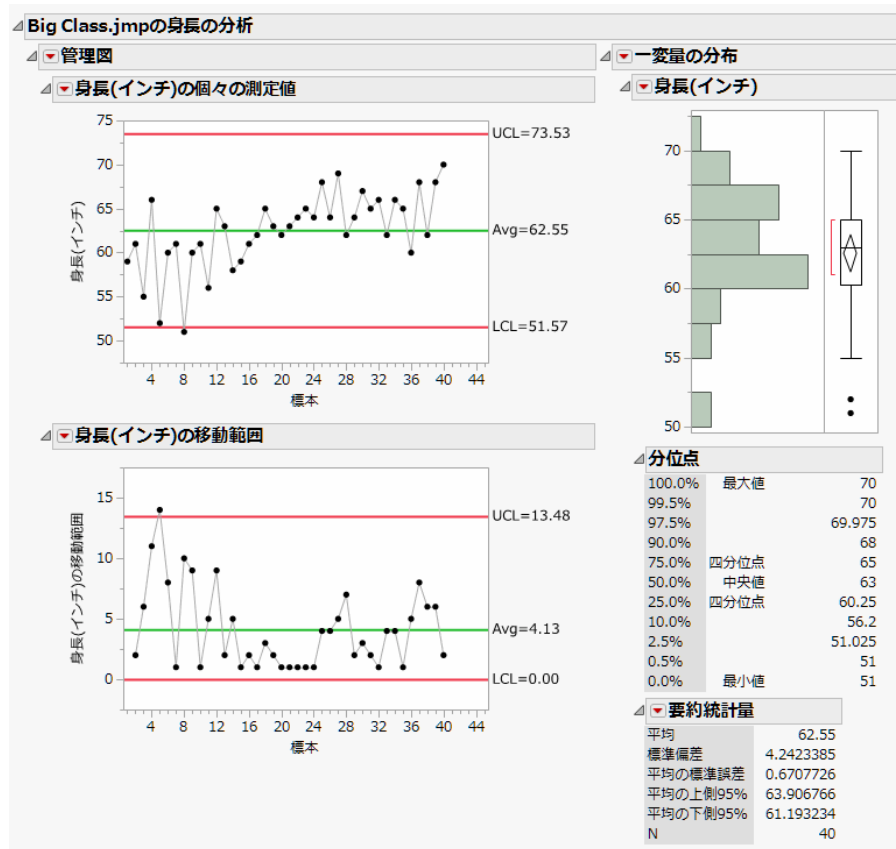 Big Class.jmpの身長の分析
管理図
身長(インチ)の個々の測定値
75
70
65
60
55
50
身長(インチ)
UCL=73.53
Avg=62.55
LCL=51.57
4 8 12 16 20 24 28 32 36 40 44
標本
身長(インチ)の移動範囲
15
10
5
0
身長(インチ)の移動範囲
UCL=13.48
Avg=4.13
LCL=0.00
4 8 12 16 20 24 28 32 36 40 44
標本
一変量の分布
身長(インチ)
70
65
60
55
50
分位点
100.0% 最大値 70
99.5% 70
97.5% 69.975
90.0% 68
75.0% 四分位点 65
50.0% 中央値 63
25.0% 四分位点 60.25
10.0% 56.2
2.5% 51.025
0.5% 51
0.0% 最小値 51
要約統計量
平均 62.55
標準偏差 4.2423385
平均の標準誤差 0.6707726
平均の上側95% 63.906766
平均の下側95% 61.193234
N 40